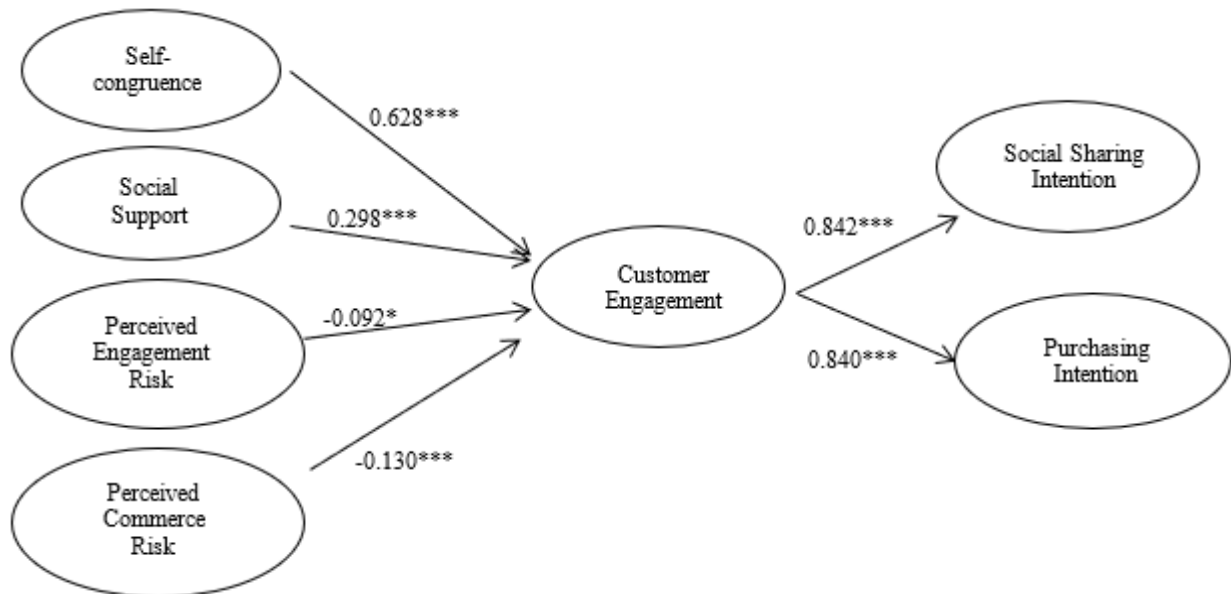 Self-
congruence
0.628***
Social
Support
0.298***
Perceived
Engagement
Risk
-0.092*
Perceived
Commerce
Risk
-0.130***
Customer
Engagement
0.842***
Social Sharing
Intention
0.840***
Purchasing
Intention